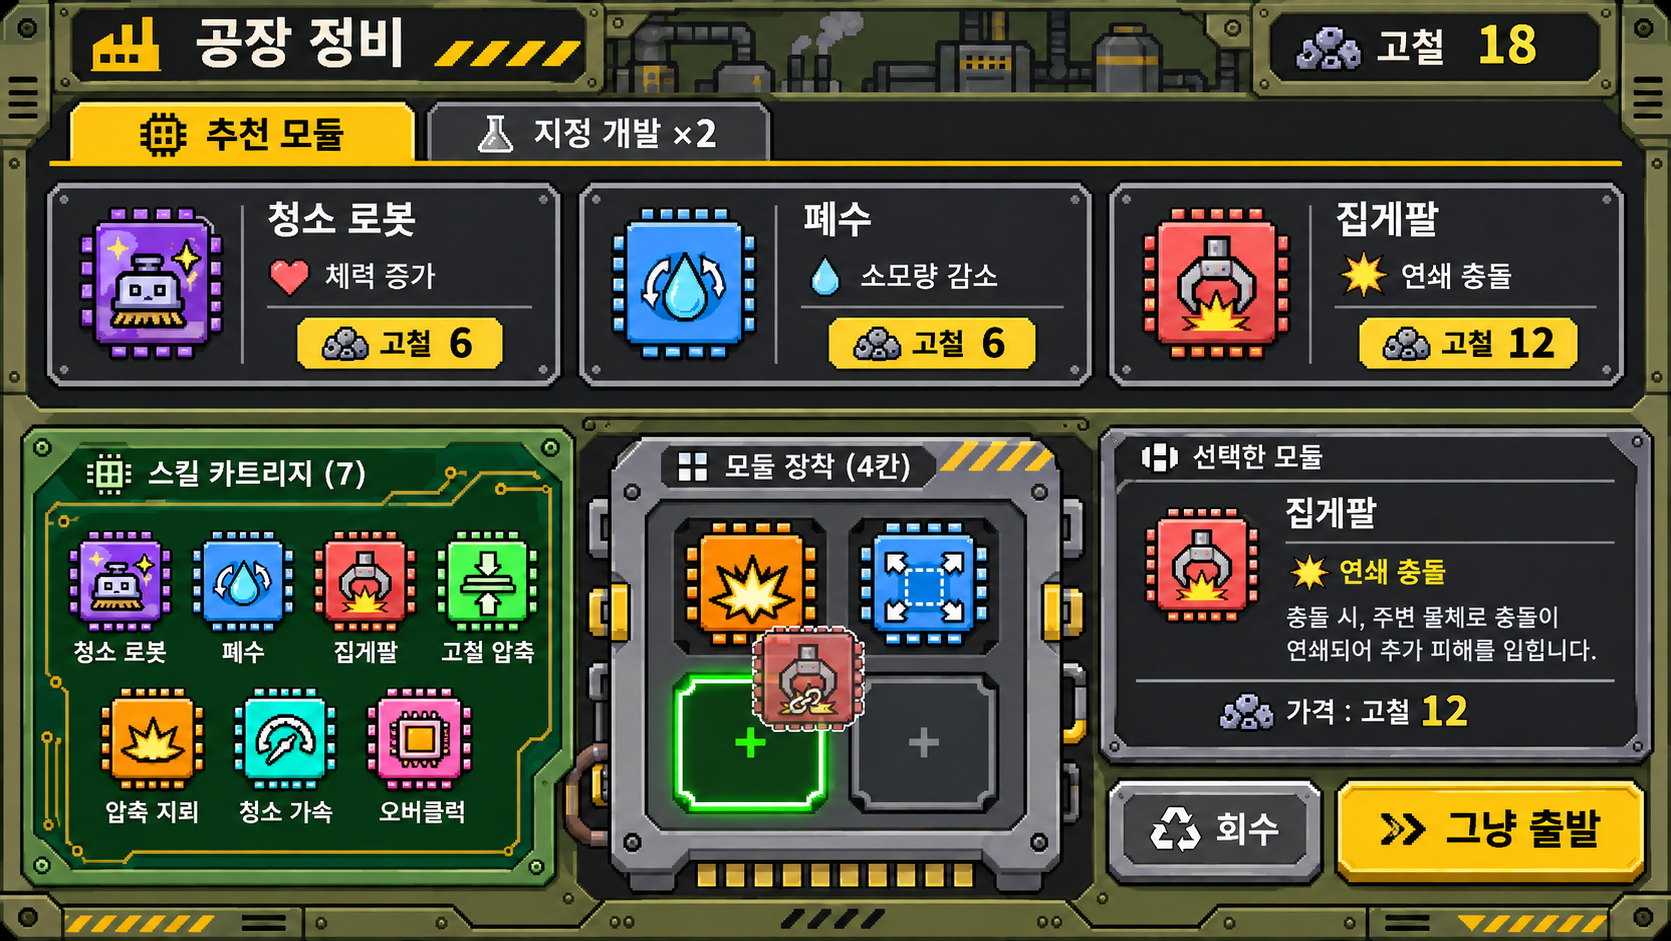 공장 정비
고철 18
추천 모듈
지정 개발 ×2
청소 로봇
체력 증가
고철 6
폐수
소모량 감소
고철 6
집게팔
연쇄 충돌
고철 12
스킬 카트리지 (7)
청소 로봇
폐수
집게팔
고철 압축
압축 지뢰
청소 가속
오버클럭
모듈 장착 (4칸)
선택한 모듈
집게팔
연쇄 충돌
충돌 시, 주변 물체로 충돌이
연쇄되어 추가 피해를 입힙니다.
가격 : 고철 12
회수
그냥 출발